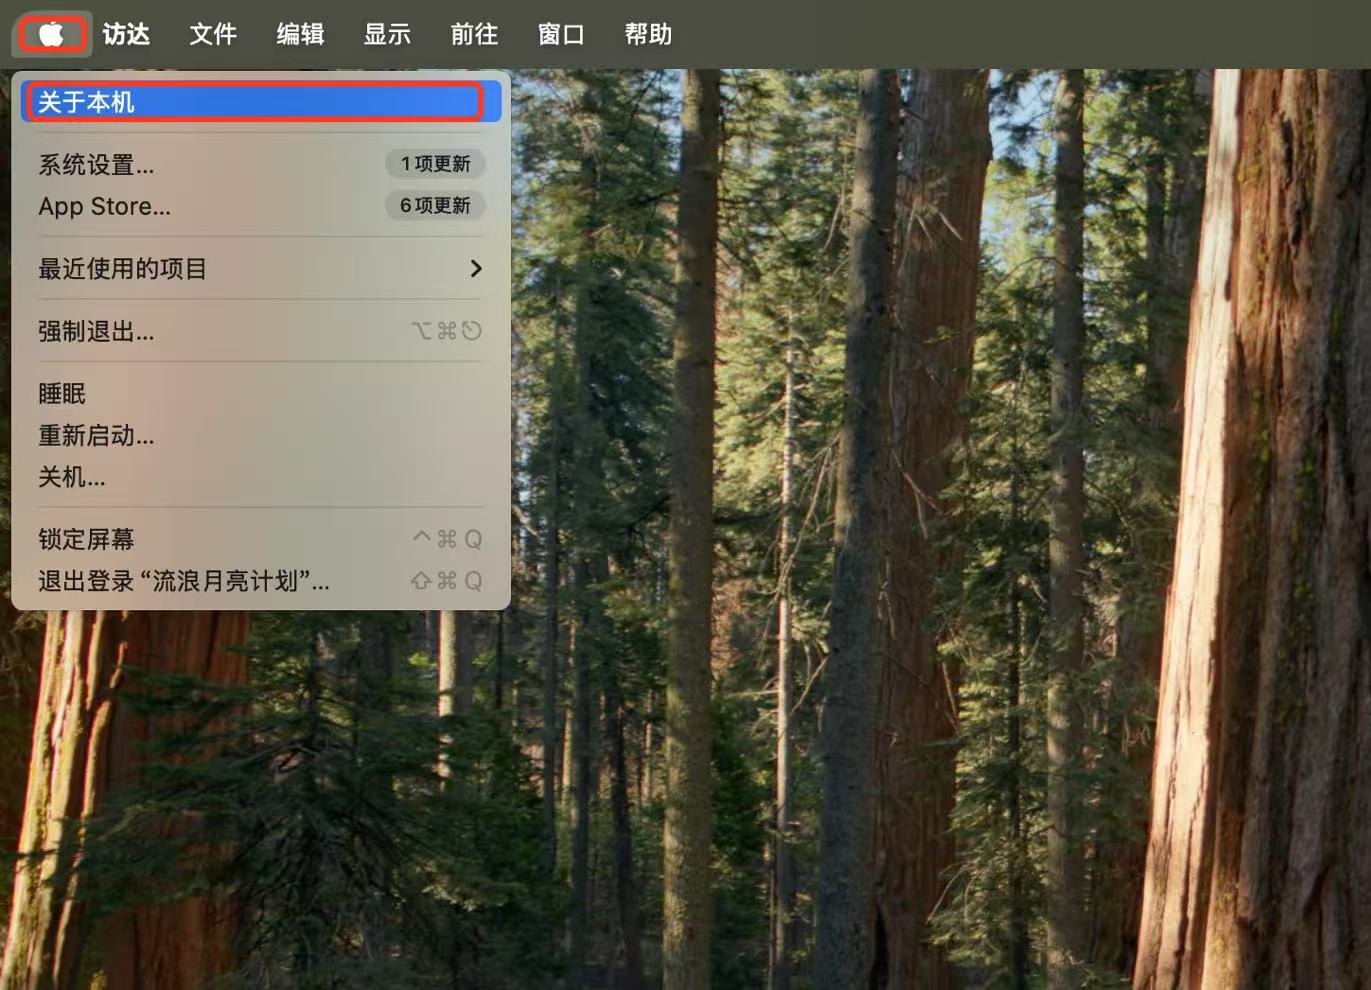 访达 文件 编辑 显示 前往 窗口 帮助
关于本机
系统设置... 1项更新
App Store... 6项更新
最近使用的项目
强制退出... ⌥⌘⎋
睡眠
重新启动...
关机...
锁定屏幕 ^⌘Q
退出登录“流浪月亮计划”... ⇧⌘Q